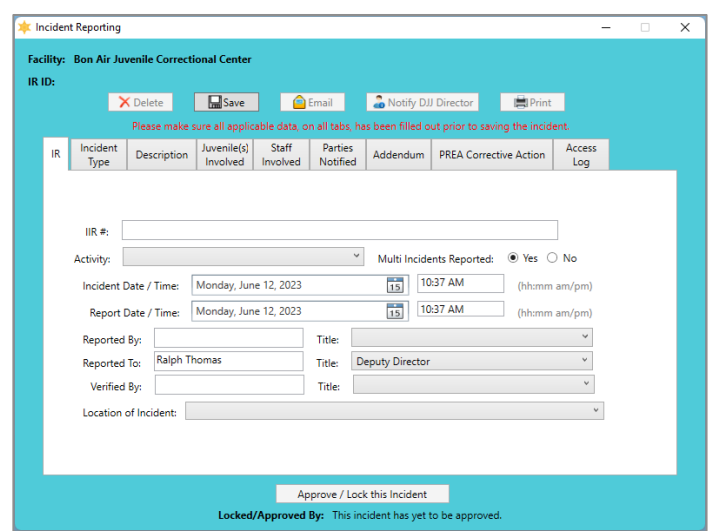 Incident Reporting
Facility: Bon Air Juvenile Correctional Center
IR ID:
Delete Save Email Notify DJJ Director Print
Please make sure all applicable data, on all tabs, has been filled out prior to saving the incident.
IR Incident Type Description Juvenile(s) Involved Staff Involved Parties Notified Addendum PREA Corrective Action Access Log
IIR #:
Activity: Multi Incidents Reported: Yes No
Incident Date / Time: Monday, June 12, 2023 15 10:37 AM (hh:mm am/pm)
Report Date / Time: Monday, June 12, 2023 15 10:37 AM (hh:mm am/pm)
Reported By: Title:
Reported To: Ralph Thomas Title: Deputy Director
Verified By: Title:
Location of Incident:
Approve / Lock this Incident
Locked/Approved By: This incident has yet to be approved.